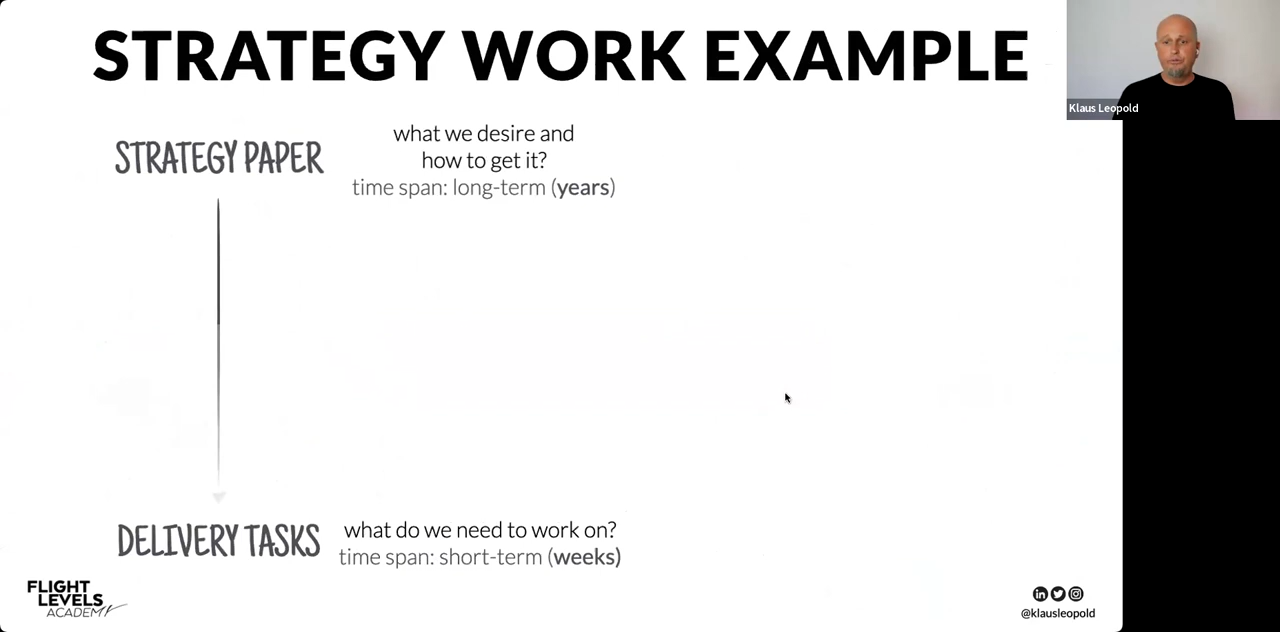 STRATEGY WORK EXAMPLE
Klaus Leopold
STRATEGY PAPER
what we desire and
how to get it?
time span: long-term (years)
DELIVERY TASKS
what do we need to work on?
time span: short-term (weeks)
FLIGHT
LEVELS
ACADEMY
in
@klausleopold